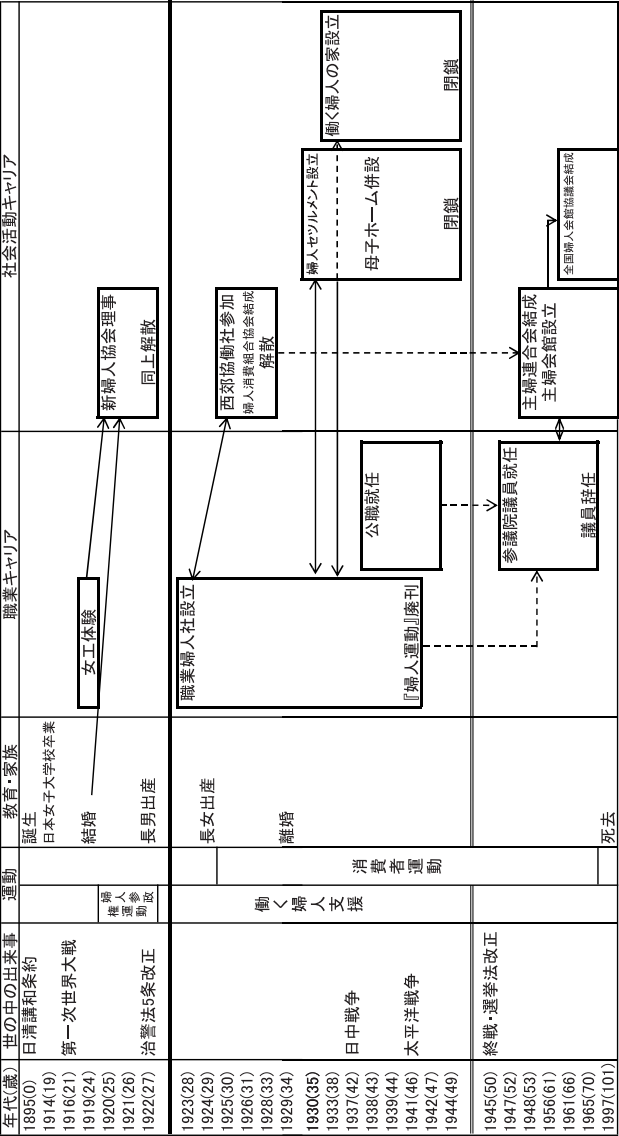 年代(歳)
世の中の出来事
運動
教育・家族
職業キャリア
社会活動キャリア
1895(0)
1914(19)
1916(21)
1919(24)
1920(25)
1921(26)
1922(27)
1923(28)
1924(29)
1925(30)
1926(31)
1928(33)
1929(34)
1930(35)
1933(38)
1937(42)
1938(43)
1939(44)
1941(46)
1942(47)
1944(49)
1945(50)
1947(52)
1948(53)
1956(61)
1961(66)
1965(70)
1997(101)
日清講和条約
第一次世界大戦
治警法5条改正
日中戦争
太平洋戦争
終戦・選挙法改正
婦人参政
権運動
働く婦人支援
消費者運動
誕生
日本女子大学校卒業
結婚
長男出産
長女出産
離婚
死去
女工体験
職業婦人社設立
『婦人運動』廃刊
公職就任
参議院議員就任
議員辞任
新婦人協会理事
同上解散
西郊協働社参加
婦人消費組合協会結成
解散
婦人セツルメント設立
母子ホーム併設
閉鎖
働く婦人の家設立
閉鎖
主婦連合会結成
主婦会館設立
全国婦人会館協議会結成